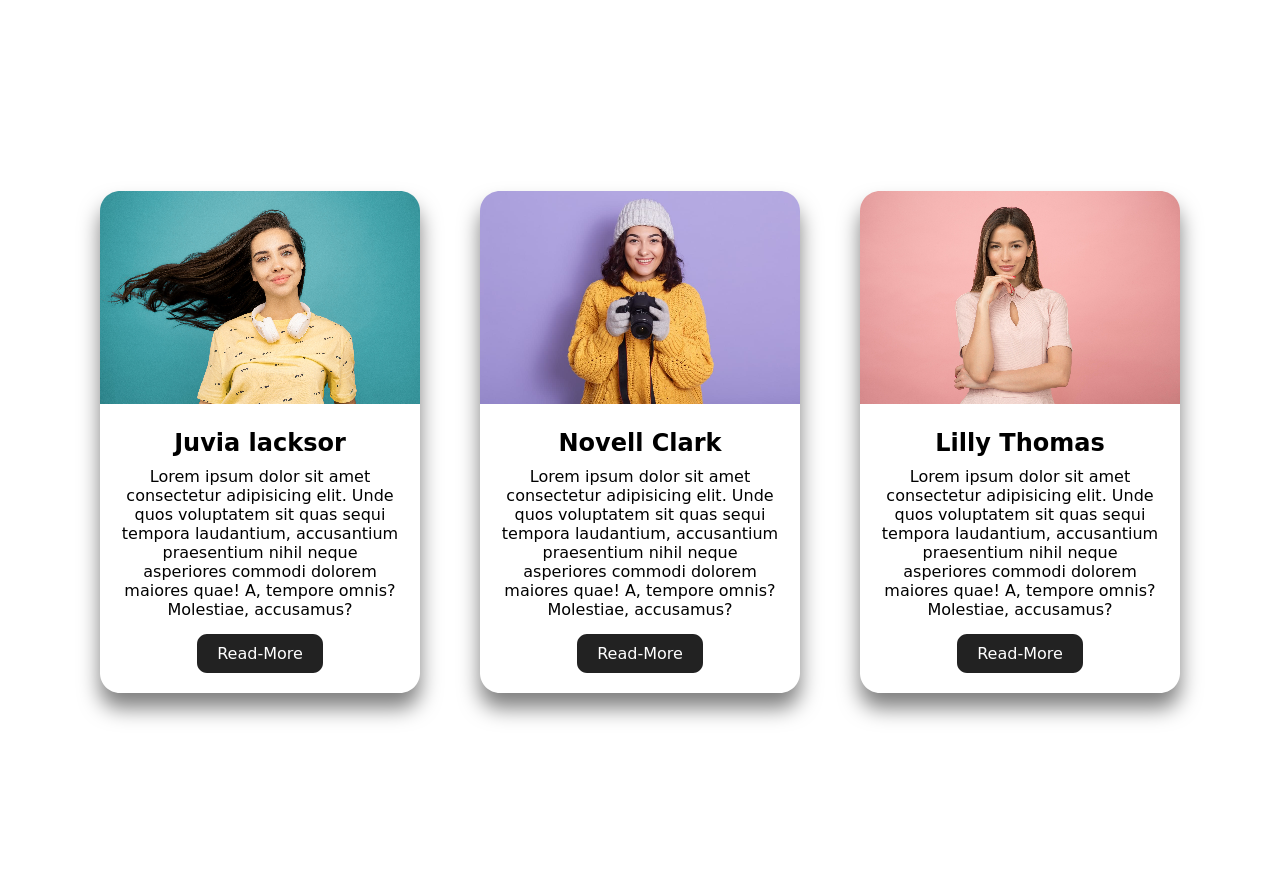 Juvia lacksor
Lorem ipsum dolor sit amet
consectetur adipisicing elit. Unde
quos voluptatem sit quas sequi
tempora laudantium, accusantium
praesentium nihil neque
asperiores commodi dolorem
maiores quae! A, tempore omnis?
Molestiae, accusamus?
Read-More
Novell Clark
Lorem ipsum dolor sit amet
consectetur adipisicing elit. Unde
quos voluptatem sit quas sequi
tempora laudantium, accusantium
praesentium nihil neque
asperiores commodi dolorem
maiores quae! A, tempore omnis?
Molestiae, accusamus?
Read-More
Lilly Thomas
Lorem ipsum dolor sit amet
consectetur adipisicing elit. Unde
quos voluptatem sit quas sequi
tempora laudantium, accusantium
praesentium nihil neque
asperiores commodi dolorem
maiores quae! A, tempore omnis?
Molestiae, accusamus?
Read-More